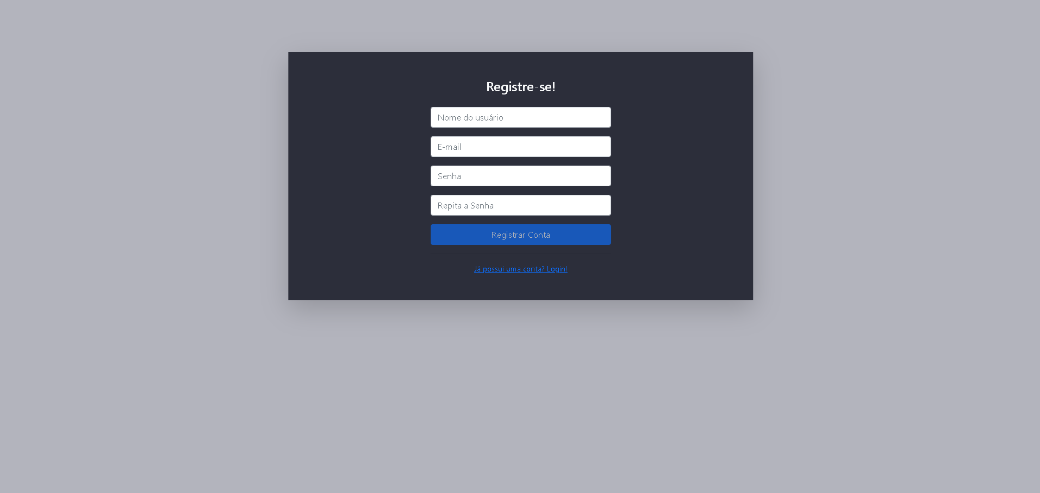 Registre-se!
Nome do usuário
E-mail
Senha
Repita a Senha
Registrar Conta
Já possui uma conta? Login!